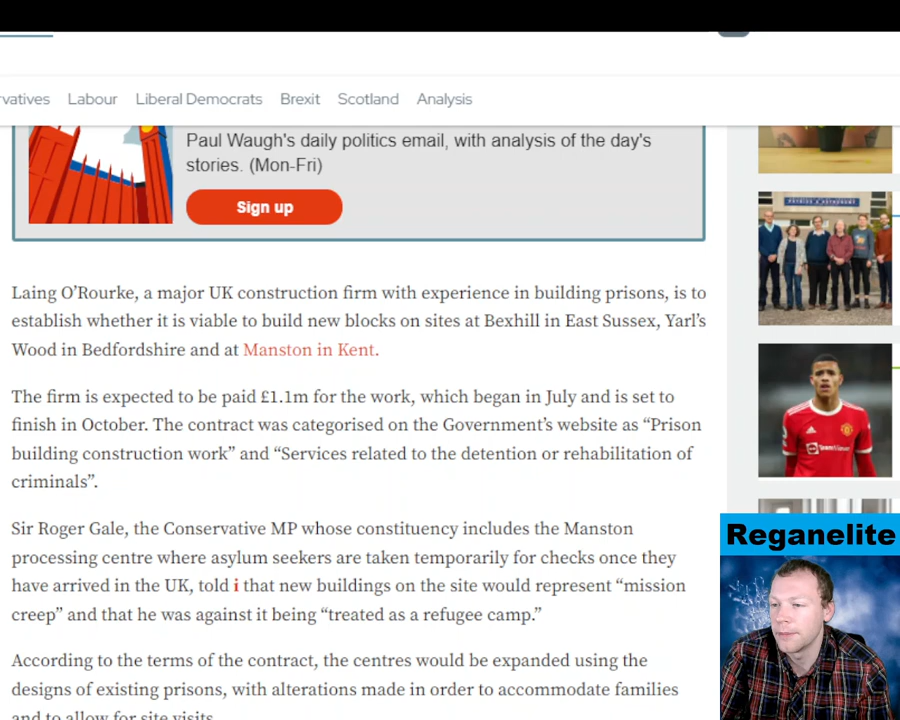 vatives Labour Liberal Democrats Brexit Scotland Analysis
Paul Waugh's daily politics email, with analysis of the day's
stories. (Mon-Fri)
Sign up
Laing O’Rourke, a major UK construction firm with experience in building prisons, is to
establish whether it is viable to build new blocks on sites at Bexhill in East Sussex, Yarl’s
Wood in Bedfordshire and at Manston in Kent.
The firm is expected to be paid £1.1m for the work, which began in July and is set to
finish in October. The contract was categorised on the Government’s website as “Prison
building construction work” and “Services related to the detention or rehabilitation of
criminals”.
Sir Roger Gale, the Conservative MP whose constituency includes the Manston
processing centre where asylum seekers are taken temporarily for checks once they
have arrived in the UK, told i that new buildings on the site would represent “mission
creep” and that he was against it being “treated as a refugee camp.”
According to the terms of the contract, the centres would be expanded using the
designs of existing prisons, with alterations made in order to accommodate families
and to allow for site visits.
Reganelite